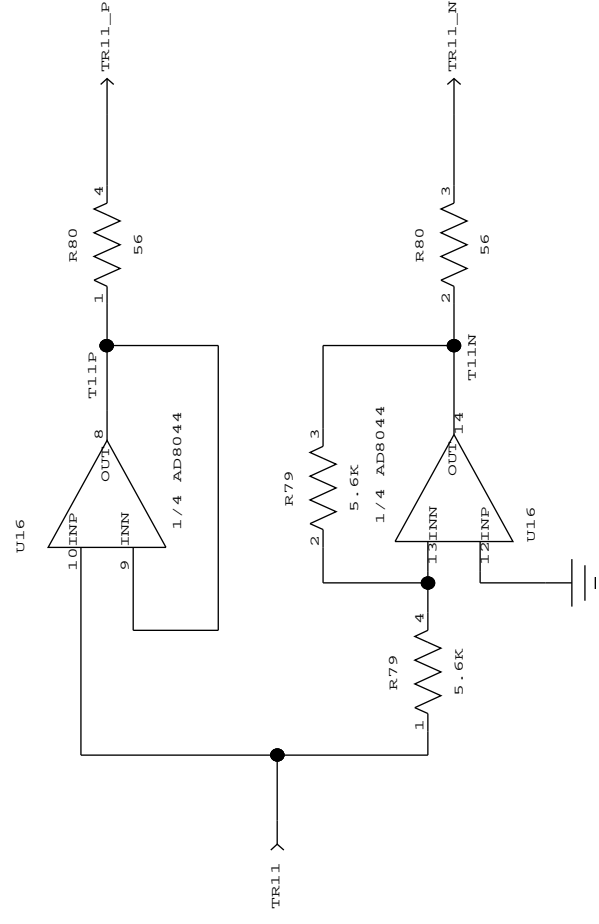 TR11_P
TR11_N
4
R80
56
1
3
R80
56
2
T11P
T11N
8
OUT
1/4 AD8044
U16
10
INP
INN
9
3
R79
5.6K
2
1/4 AD8044
14
OUT
INN
INP
13
12
U16
4
R79
5.6K
1
TR11